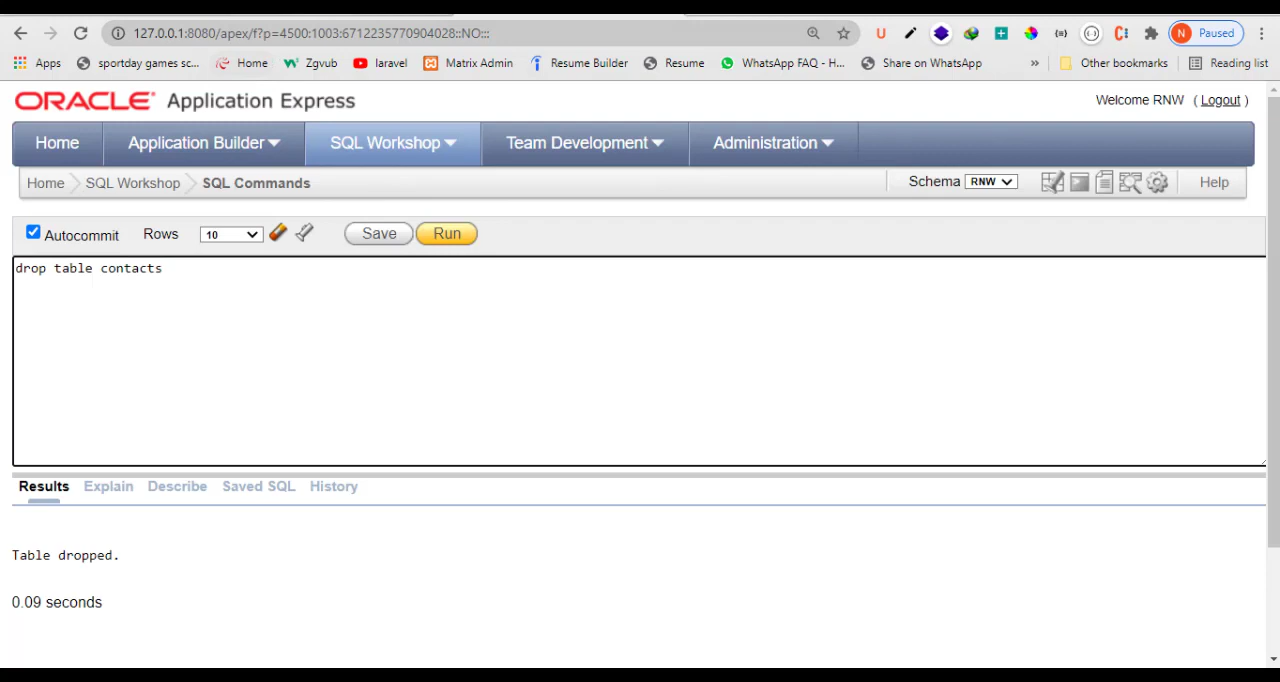 127.0.0.1:8080/apex/f?p=4500:1003:6712235770904028::NO:::
N Paused
Apps sportday games sc... Home Zgvub laravel Matrix Admin Resume Builder Resume WhatsApp FAQ - H... Share on WhatsApp » Other bookmarks Reading list
ORACLE Application Express
Welcome RNW ( Logout )
Home Application Builder SQL Workshop Team Development Administration
Home SQL Workshop SQL Commands
Schema RNW Help
Autocommit Rows 10 Save Run
drop table contacts
Results Explain Describe Saved SQL History
Table dropped.
0.09 seconds